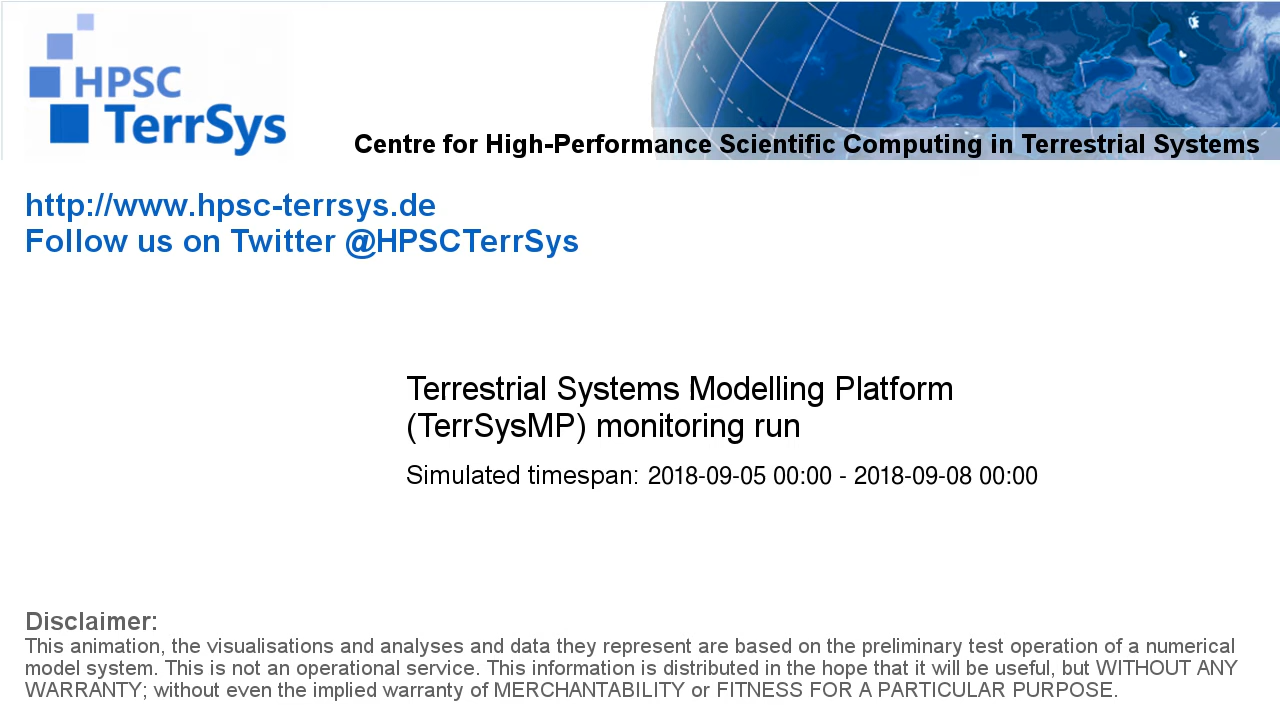 HPSC
TerrSys
Centre for High-Performance Scientific Computing in Terrestrial Systems
http://www.hpsc-terrsys.de
Follow us on Twitter @HPSCTerrSys
Terrestrial Systems Modelling Platform
(TerrSysMP) monitoring run
Simulated timespan: 2018-09-05 00:00 - 2018-09-08 00:00
Disclaimer:
This animation, the visualisations and analyses and data they represent are based on the preliminary test operation of a numerical
model system. This is not an operational service. This information is distributed in the hope that it will be useful, but WITHOUT ANY
WARRANTY; without even the implied warranty of MERCHANTABILITY or FITNESS FOR A PARTICULAR PURPOSE.